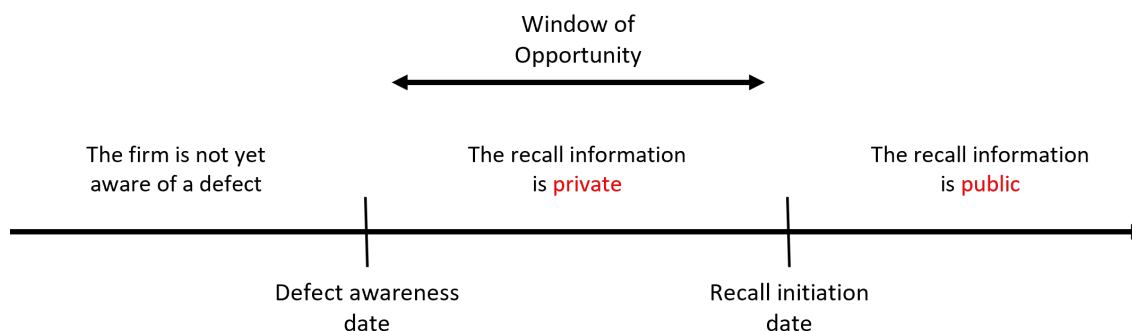 Window of
Opportunity
The firm is not yet
aware of a defect
The recall information
is private
The recall information
is public
Defect awareness
date
Recall initiation
date